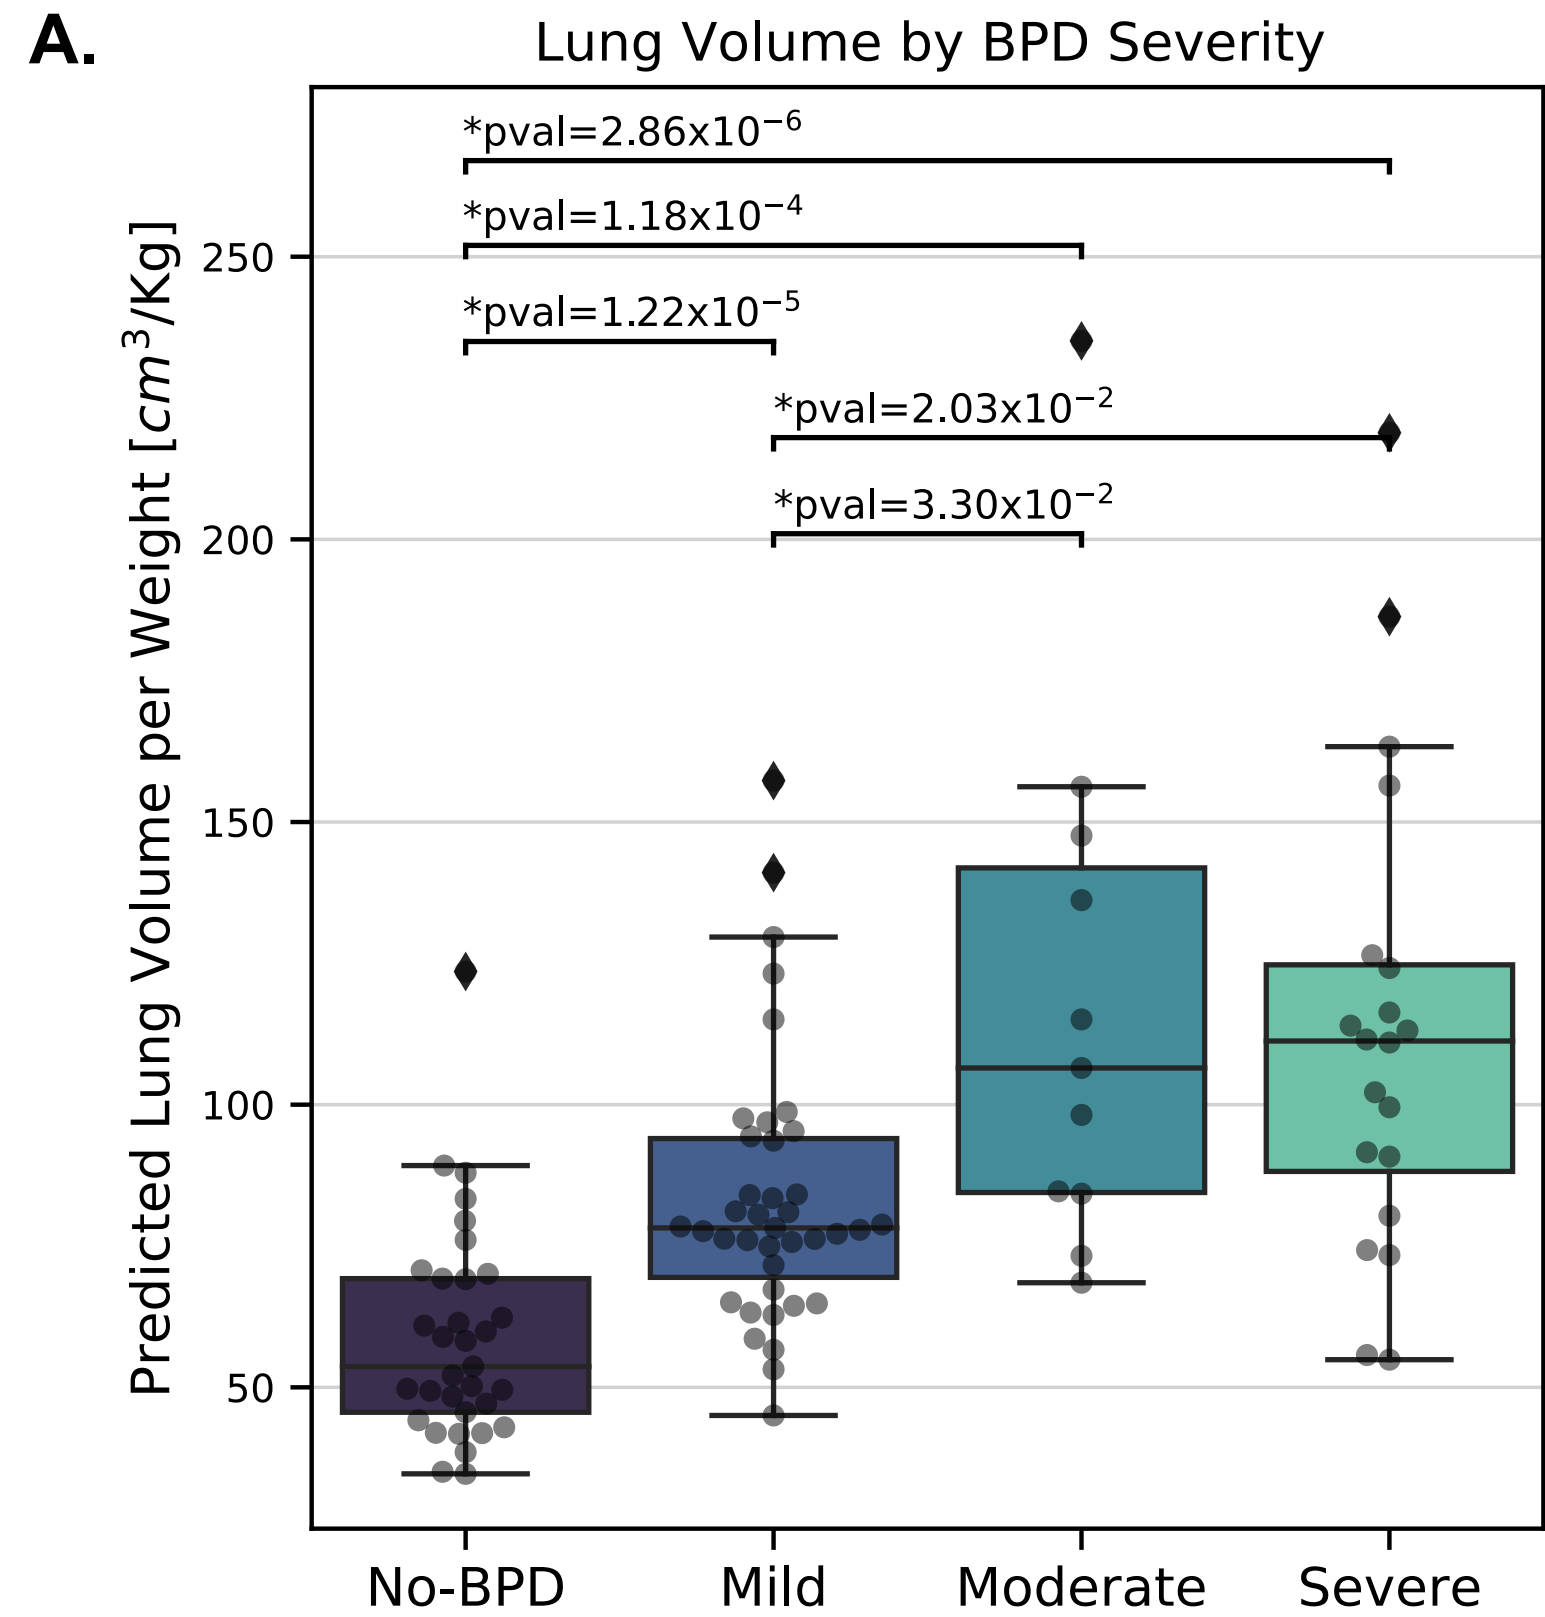 A.
Lung Volume by BPD Severity
*pval=2.86x10⁻⁶
*pval=1.18x10⁻⁴
*pval=1.22x10⁻⁵
*pval=2.03x10⁻²
*pval=3.30x10⁻²
Predicted Lung Volume per Weight [cm³/Kg]
250
200
150
100
50
No-BPD
Mild
Moderate
Severe